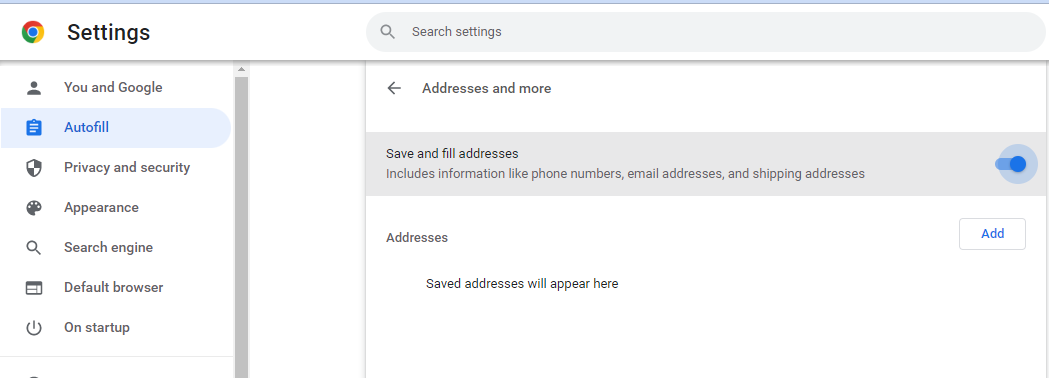 Settings
Search settings
You and Google
Autofill
Privacy and security
Appearance
Search engine
Default browser
On startup
Addresses and more
Save and fill addresses
Includes information like phone numbers, email addresses, and shipping addresses
Addresses
Add
Saved addresses will appear here